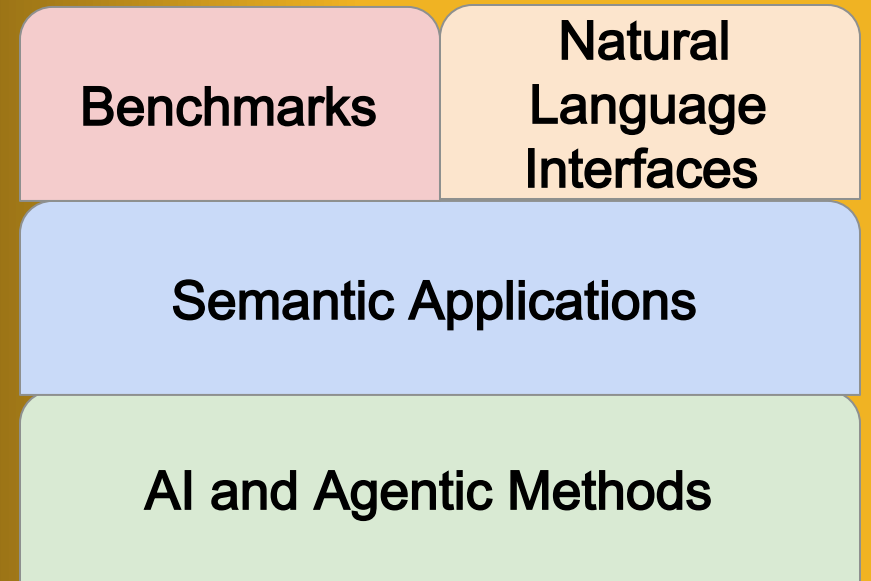 Benchmarks
Natural
Language
Interfaces
Semantic Applications
AI and Agentic Methods